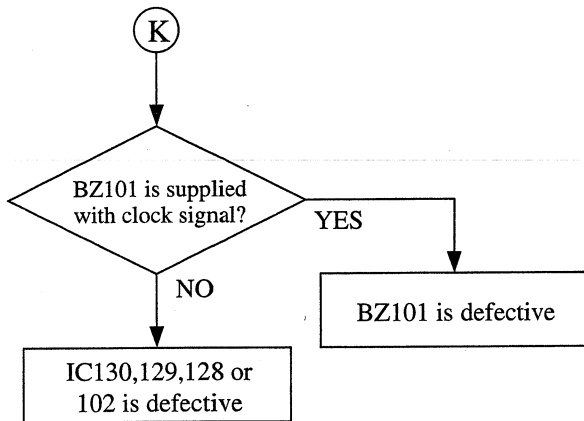 K
BZ101 is supplied
with clock signal?
YES
NO
BZ101 is defective
IC130,129,128 or
102 is defective